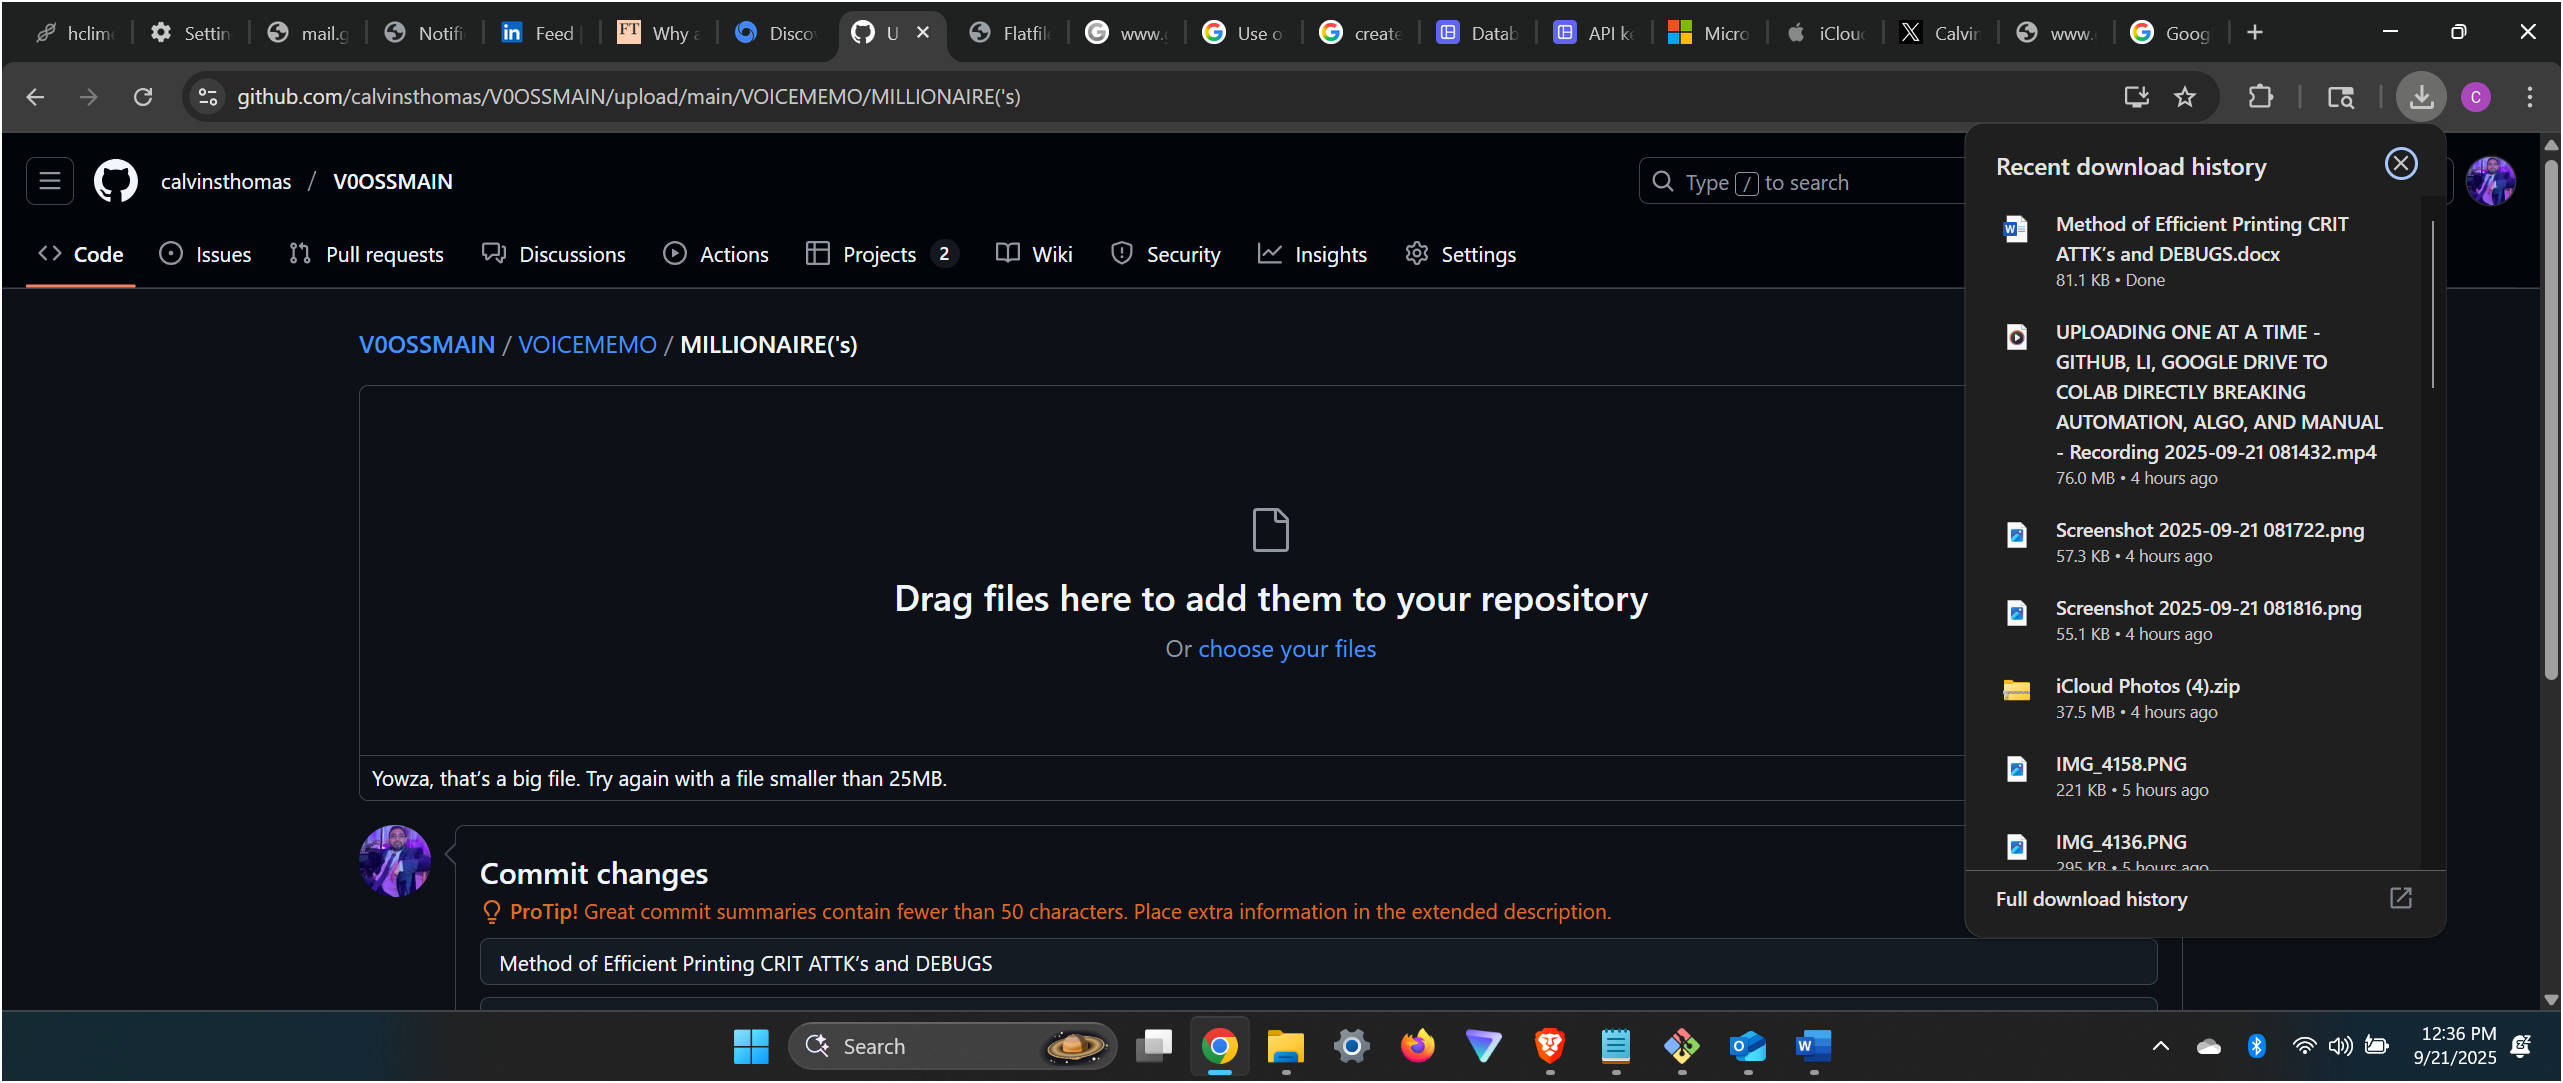 hclime
Settin
mail.g
Notifi
Feed
FT Why a
Disco
U
Flatfile
www.
Use o
create
Datab
API ke
Micro
iClou
Calvin
www.
Goog
github.com/calvinsthomas/V0OSSMAIN/upload/main/VOICEMEMO/MILLIONAIRE('s)
C
calvinsthomas / V0OSSMAIN
Type / to search
Code
Issues
Pull requests
Discussions
Actions
Projects 2
Wiki
Security
Insights
Settings
V0OSSMAIN / VOICEMEMO / MILLIONAIRE('s)
Drag files here to add them to your repository
Or choose your files
Yowza, that’s a big file. Try again with a file smaller than 25MB.
Commit changes
ProTip! Great commit summaries contain fewer than 50 characters. Place extra information in the extended description.
Method of Efficient Printing CRIT ATTK’s and DEBUGS
Recent download history
Method of Efficient Printing CRIT
ATTK’s and DEBUGS.docx
81.1 KB • Done
UPLOADING ONE AT A TIME -
GITHUB, LI, GOOGLE DRIVE TO
COLAB DIRECTLY BREAKING
AUTOMATION, ALGO, AND MANUAL
- Recording 2025-09-21 081432.mp4
76.0 MB • 4 hours ago
Screenshot 2025-09-21 081722.png
57.3 KB • 4 hours ago
Screenshot 2025-09-21 081816.png
55.1 KB • 4 hours ago
iCloud Photos (4).zip
37.5 MB • 4 hours ago
IMG_4158.PNG
221 KB • 5 hours ago
IMG_4136.PNG
295 KB • 5 hours ago
Full download history
Search
12:36 PM
9/21/2025